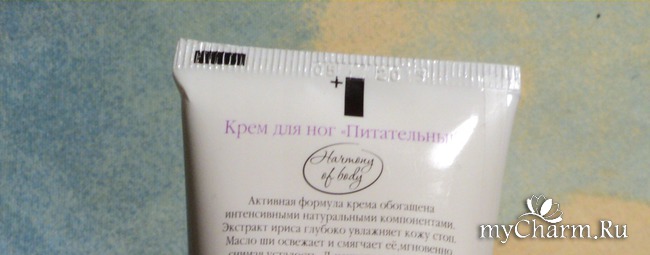 Крем для ног «Питательны
Harmony
of body
Активная формула крема обогащена
интенсивными натуральными компонентами.
Экстракт ириса глубоко увлажняет кожу стоп.
Масло ши освежает и смягчает её, мгновенно
myCharm.Ru